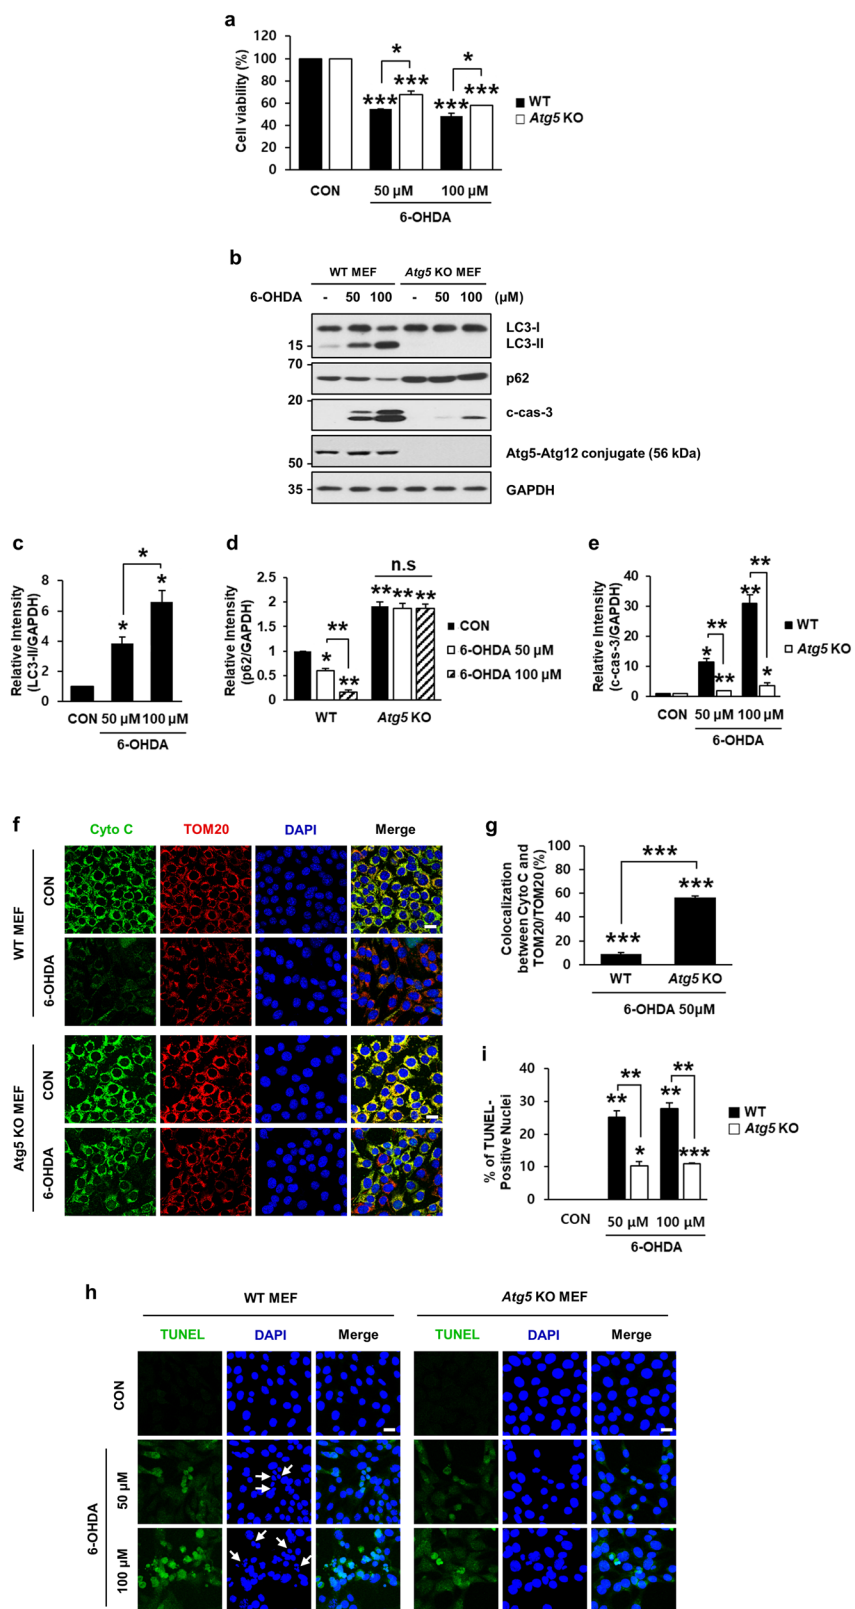 a
Cell viability (%)
120
100
80
60
40
20
0
*
*
***
***
***
***
WT
Atg5 KO
CON
50 µM
100 µM
6-OHDA
b
WT MEF
Atg5 KO MEF
6-OHDA - 50 100 - 50 100 (µM)
LC3-I
15
LC3-II
70
p62
20
c-cas-3
Atg5-Atg12 conjugate (56 kDa)
50
35
GAPDH
c
Relative Intensity
(LC3-II/GAPDH)
8
6
4
2
0
*
*
*
CON 50 µM 100 µM
6-OHDA
d
Relative Intensity
(p62/GAPDH)
2.5
2
1.5
1
0.5
0
n.s
** ** **
**
*
**
CON
6-OHDA 50 µM
6-OHDA 100 µM
WT
Atg5 KO
e
Relative Intensity
(c-cas-3/GAPDH)
40
30
20
10
0
**
**
**
*
**
*
WT
Atg5 KO
CON
50 µM 100 µM
6-OHDA
f
Cyto C TOM20 DAPI Merge
WT MEF
CON
6-OHDA
Atg5 KO MEF
CON
6-OHDA
g
Colocalization
between Cyto C and
TOM20/TOM20 (%)
100
80
60
40
20
0
***
***
***
WT Atg5 KO
6-OHDA 50µM
i
% of TUNEL-
Positive Nuclei
40
30
20
10
0
**
**
**
**
*
***
WT
Atg5 KO
CON 50 µM 100 µM
6-OHDA
h
WT MEF
Atg5 KO MEF
TUNEL DAPI Merge TUNEL DAPI Merge
CON
6-OHDA
50 µM
100 µM